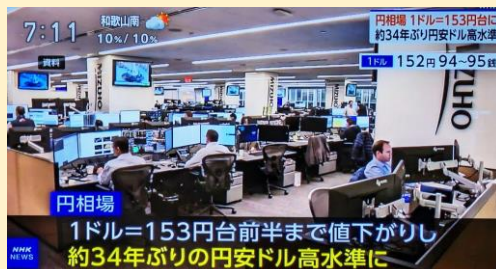 7:11
和歌山南
10%/10%
資料
円相場 1ドル=153円台に
約34年ぶり円安ドル高水準
1ドル 152円94~95銭
MIZUHO
円相場
1ドル=153円台前半まで値下がりし
約34年ぶりの円安ドル高水準に
NHK
NEWS